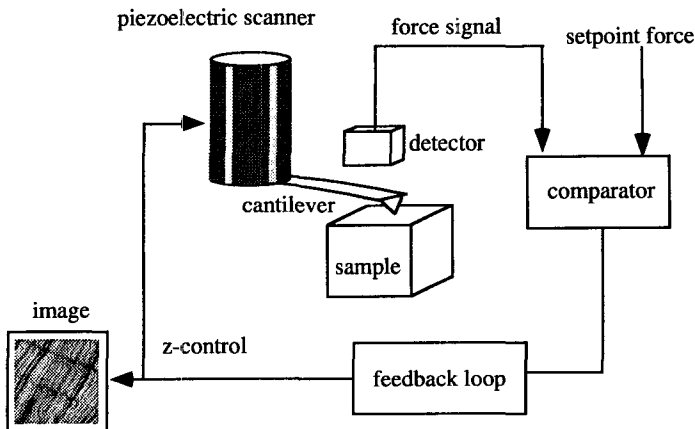 piezoelectric scanner
force signal
setpoint force
detector
comparator
cantilever
sample
image
z-control
feedback loop